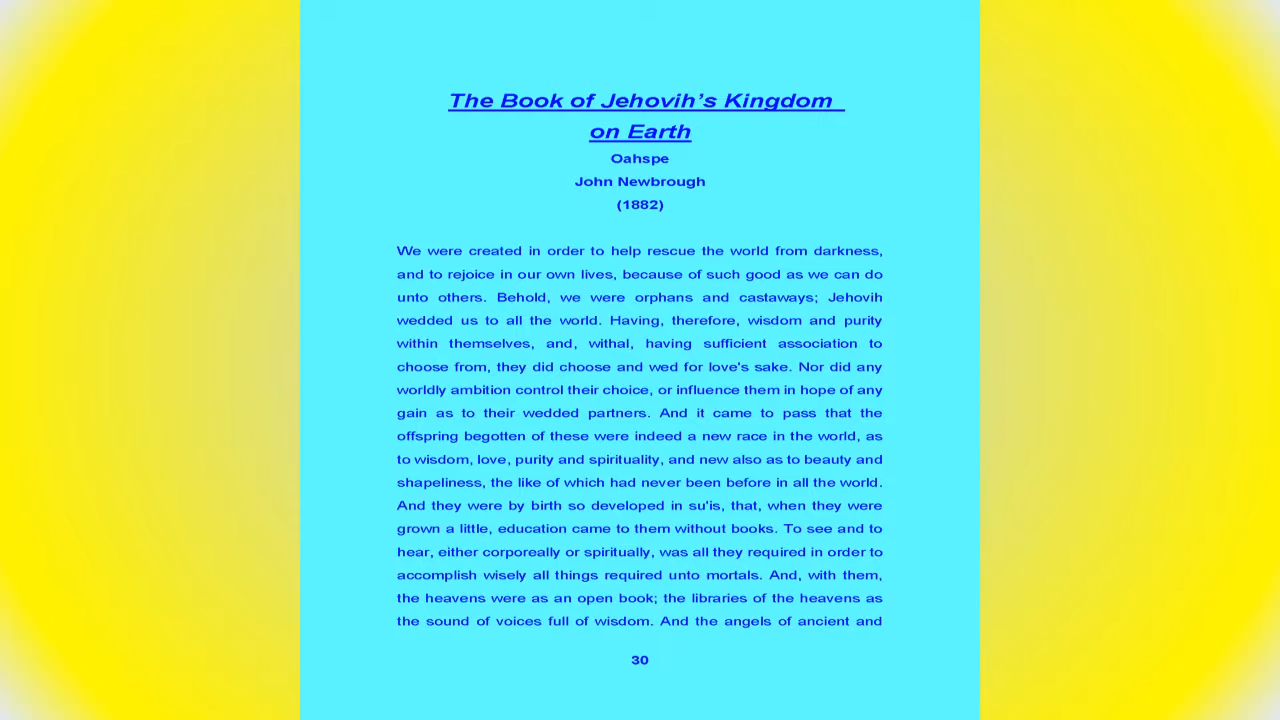 The Book of Jehovih’s Kingdom
on Earth
Oahspe
John Newbrough
(1882)
We were created in order to help rescue the world from darkness,
and to rejoice in our own lives, because of such good as we can do
unto others. Behold, we were orphans and castaways; Jehovih
wedded us to all the world. Having, therefore, wisdom and purity
within themselves, and, withal, having sufficient association to
choose from, they did choose and wed for love's sake. Nor did any
worldly ambition control their choice, or influence them in hope of any
gain as to their wedded partners. And it came to pass that the
offspring begotten of these were indeed a new race in the world, as
to wisdom, love, purity and spirituality, and new also as to beauty and
shapeliness, the like of which had never been before in all the world.
And they were by birth so developed in su'is, that, when they were
grown a little, education came to them without books. To see and to
hear, either corporeally or spiritually, was all they required in order to
accomplish wisely all things required unto mortals. And, with them,
the heavens were as an open book; the libraries of the heavens as
the sound of voices full of wisdom. And the angels of ancient and
30